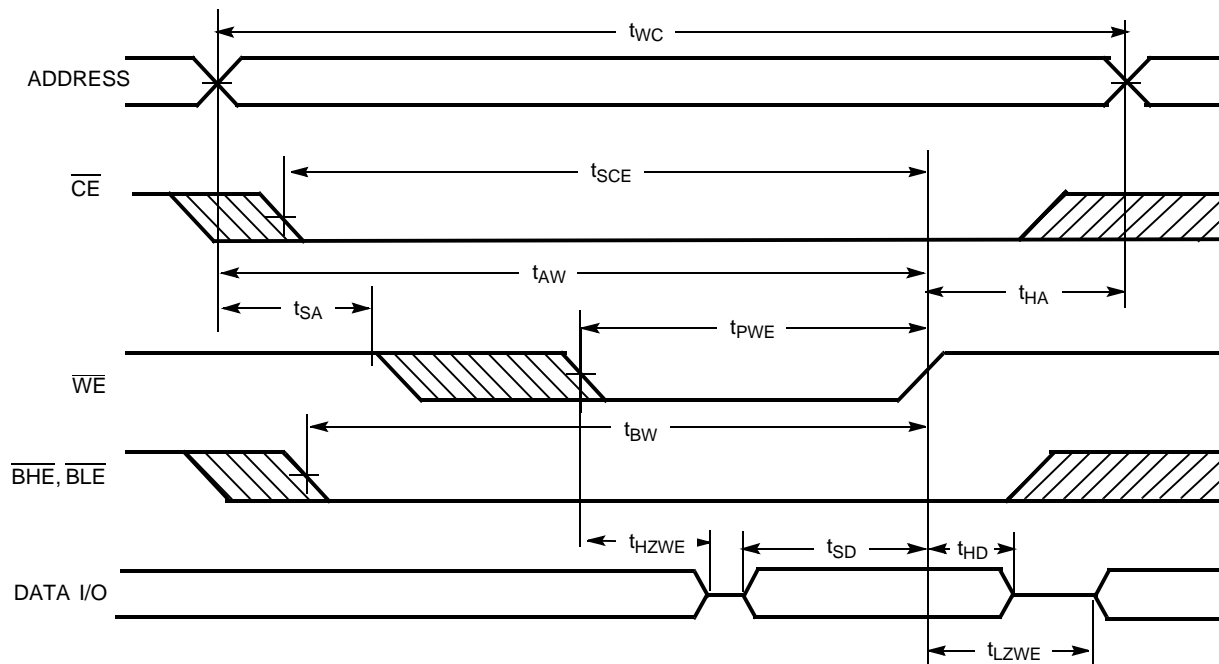 tWC
ADDRESS
tSCE
CE
tAW
tSA
tHA
tPWE
WE
tBW
BHE, BLE
tHZWE
tSD
tHD
DATA I/O
tLZWE